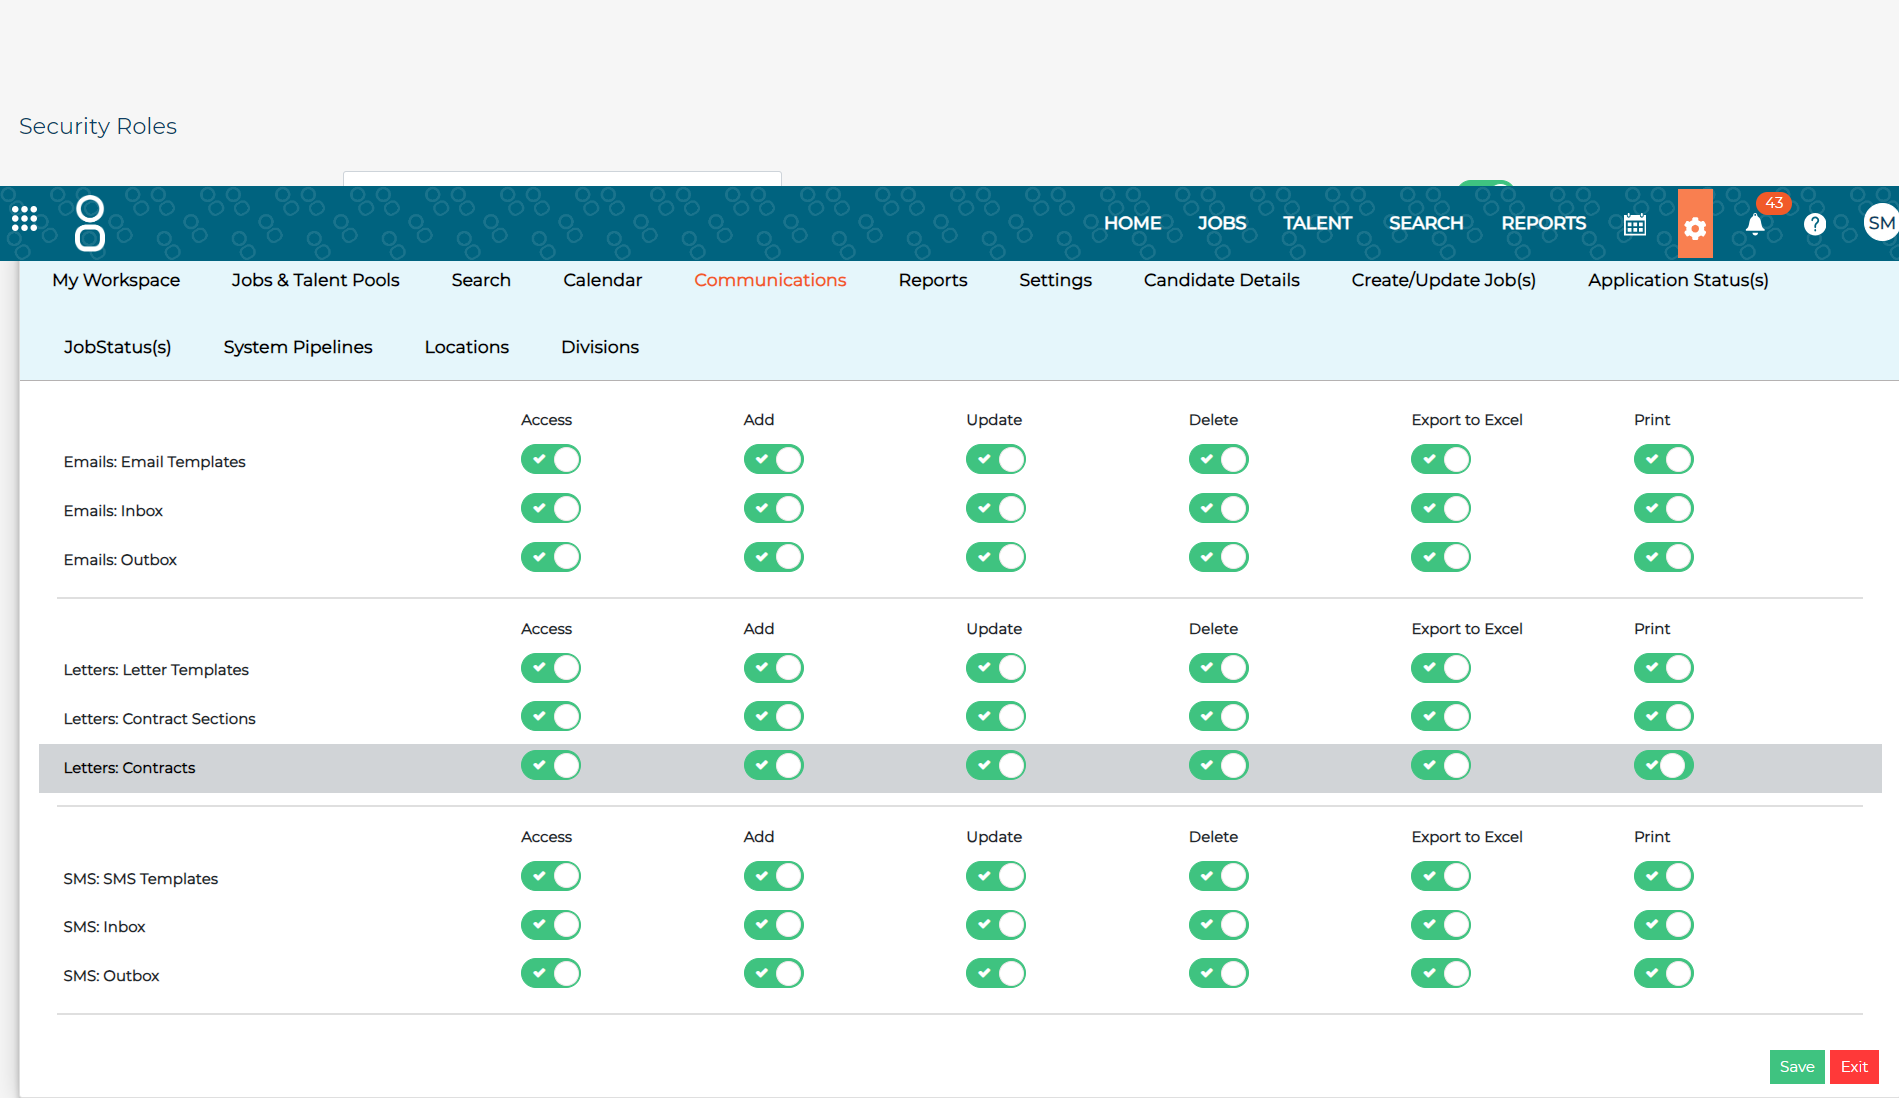 Security Roles
HOME JOBS TALENT SEARCH REPORTS 43 ? SM
My Workspace Jobs & Talent Pools Search Calendar Communications Reports Settings Candidate Details Create/Update Job(s) Application Status(s)
JobStatus(s) System Pipelines Locations Divisions
Access Add Update Delete Export to Excel Print
Emails: Email Templates
Emails: Inbox
Emails: Outbox
Access Add Update Delete Export to Excel Print
Letters: Letter Templates
Letters: Contract Sections
Letters: Contracts
Access Add Update Delete Export to Excel Print
SMS: SMS Templates
SMS: Inbox
SMS: Outbox
Save Exit